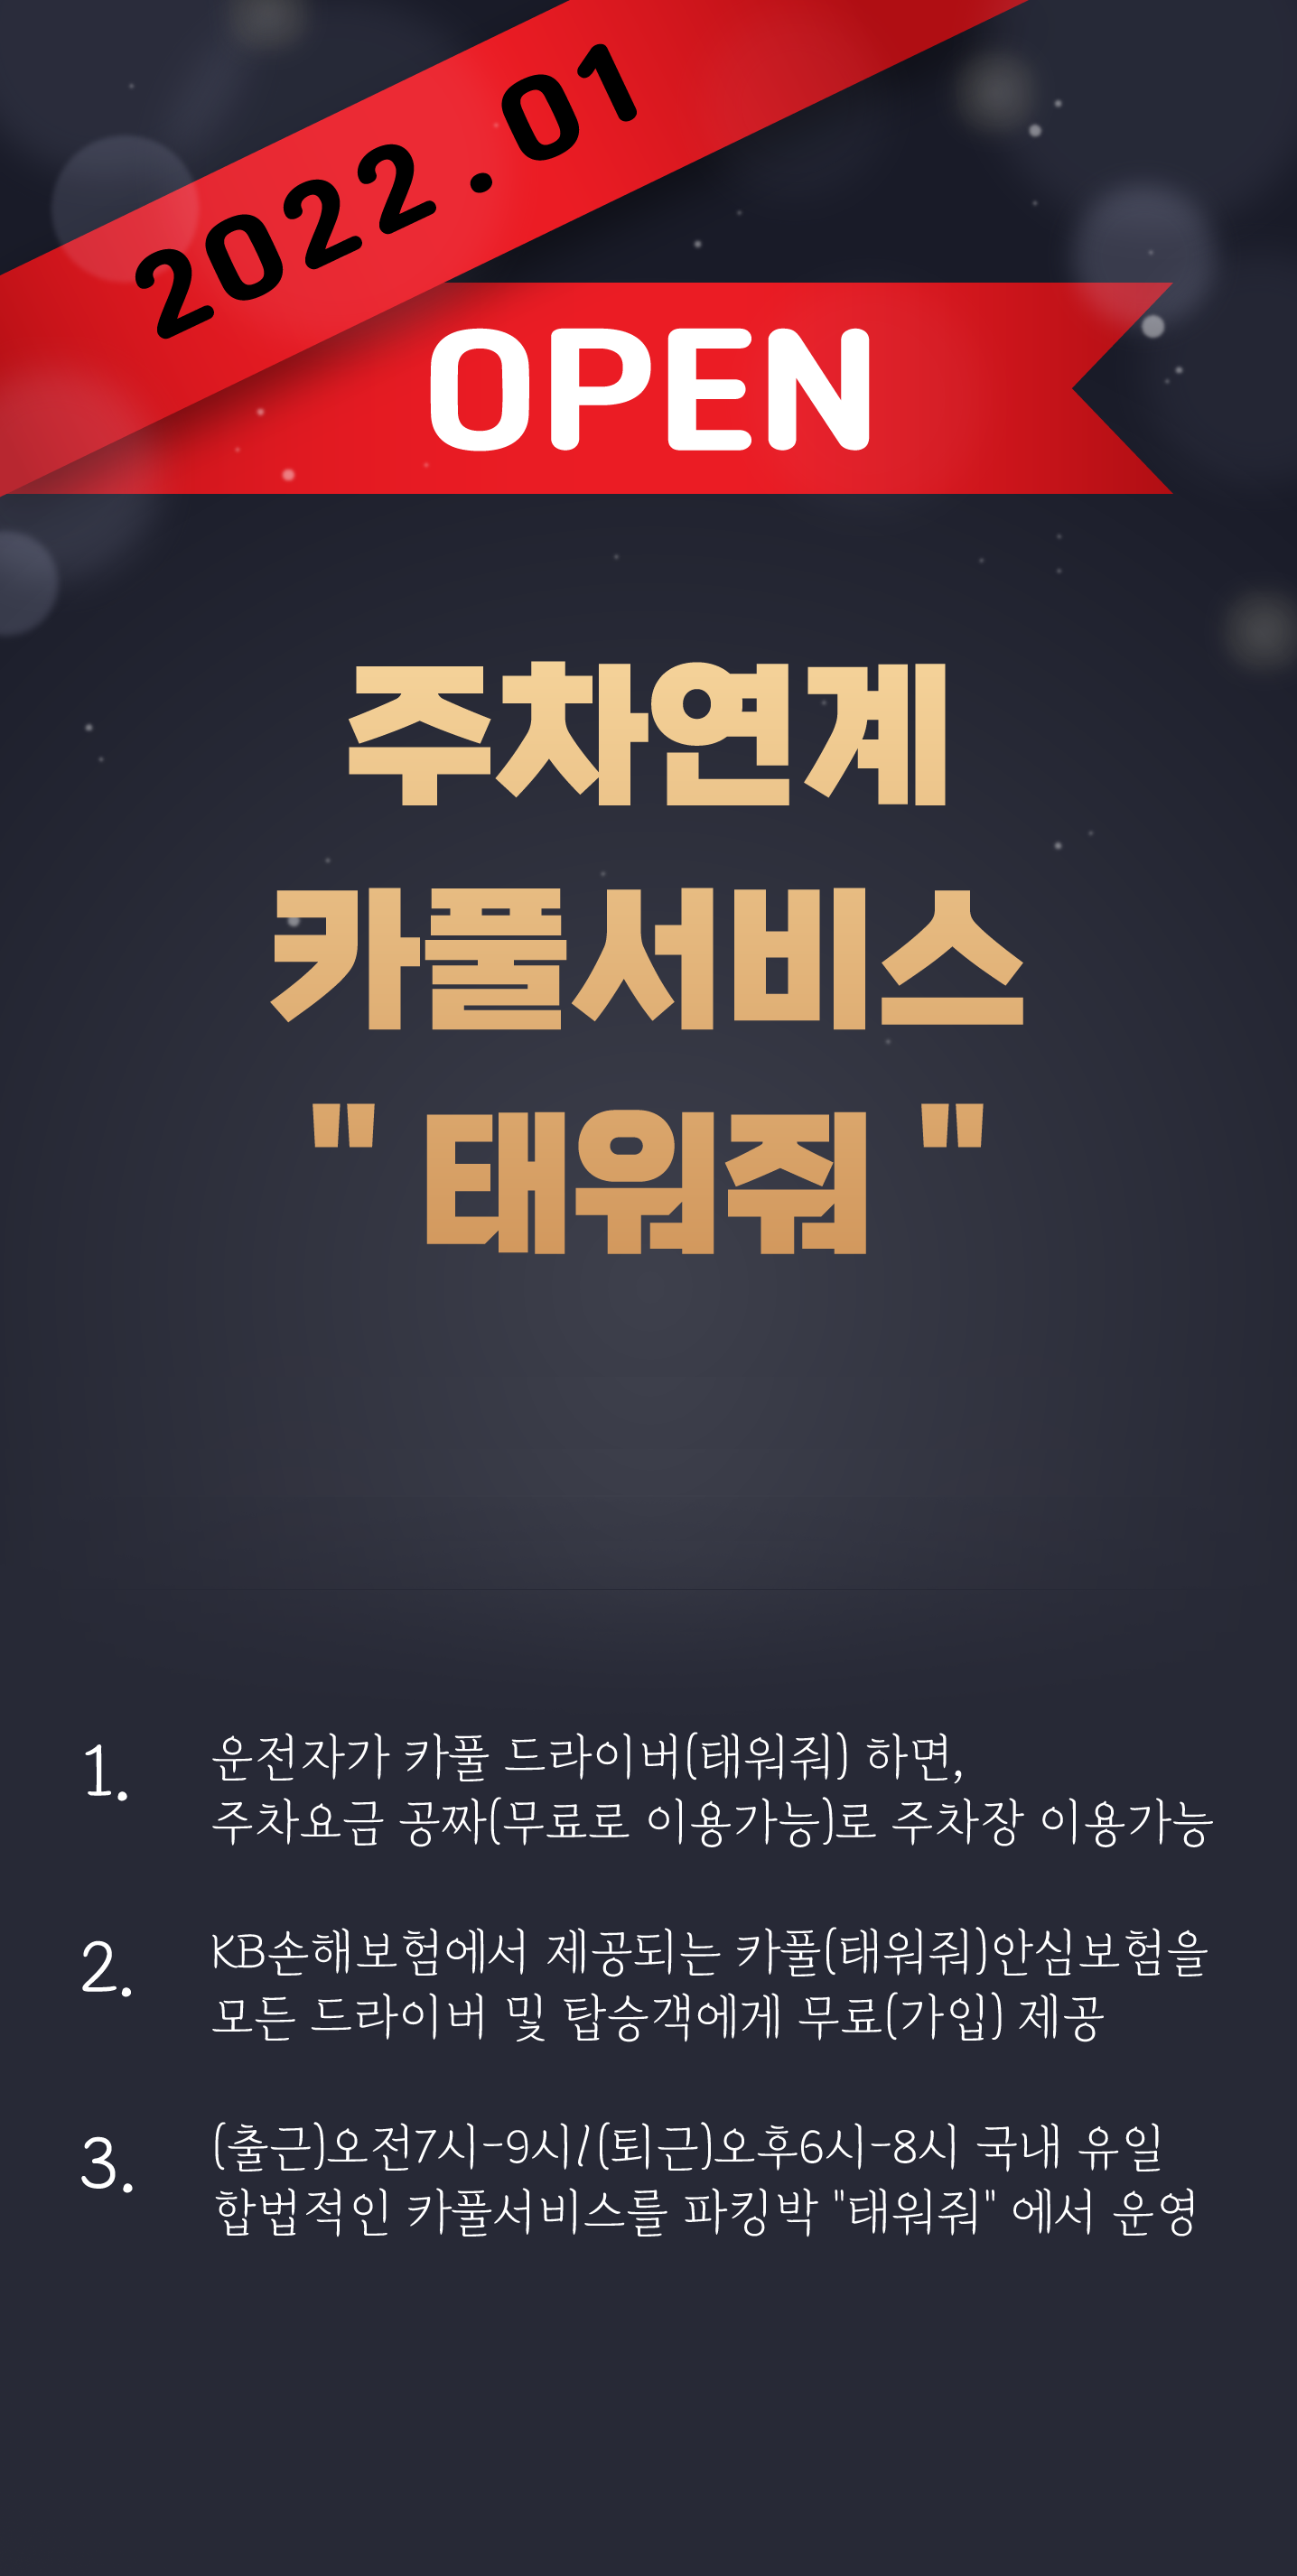 2022.01
OPEN
주차연계
카풀서비스
" 태워줘 "
1. 운전자가 카풀 드라이버(태워줘) 하면,
주차요금 공짜(무료로 이용가능)로 주차장 이용가능
2. KB손해보험에서 제공되는 카풀(태워줘)안심보험을
모든 드라이버 및 탑승객에게 무료(가입) 제공
3. (출근)오전7시-9시/(퇴근)오후6시-8시 국내 유일
합법적인 카풀서비스를 파킹박 "태워줘" 에서 운영